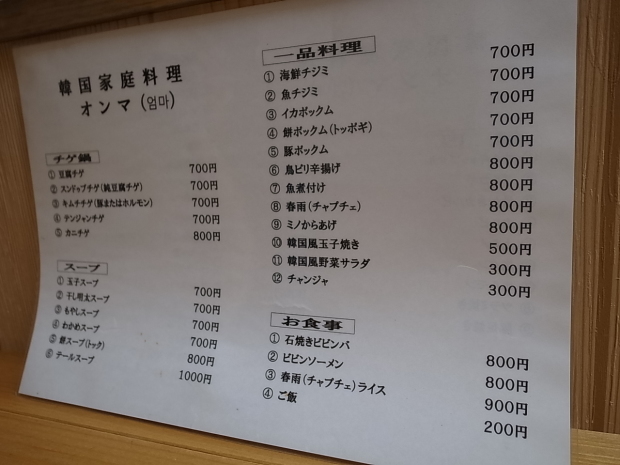 韓国家庭料理
オンマ(엄마)
チゲ鍋
① 豆腐チゲ 700円
② スンドゥブチゲ(純豆腐チゲ) 700円
③ キムチチゲ(豚またはホルモン) 700円
④ テンジャンチゲ 700円
⑤ カニチゲ 800円
スープ
① 玉子スープ 700円
② 干し明太スープ 700円
③ もやしスープ 700円
④ わかめスープ 700円
⑤ 餅スープ(トック) 800円
⑥ テールスープ 1000円
一品料理
① 海鮮チジミ 700円
② 魚チジミ 700円
③ イカポックム 700円
④ 餅ポックム(トッポギ) 700円
⑤ 豚ポックム 700円
⑥ 鳥ピリ辛揚げ 800円
⑦ 魚煮付け 800円
⑧ 春雨(チャプチェ) 800円
⑨ ミノからあげ 800円
⑩ 韓国風玉子焼き 500円
⑪ 韓国風野菜サラダ 300円
⑫ チャンジャ 300円
お食事
① 石焼きビビンバ 800円
② ビビンソーメン 800円
③ 春雨(チャプチェ)ライス 900円
④ ご飯 200円